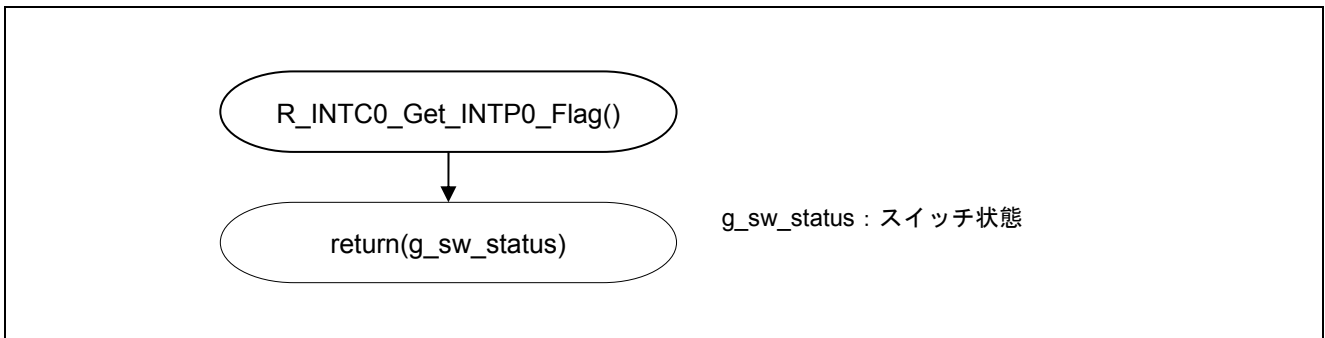 R_INTC0_Get_INTP0_Flag()
return(g_sw_status)
g_sw_status：スイッチ状態